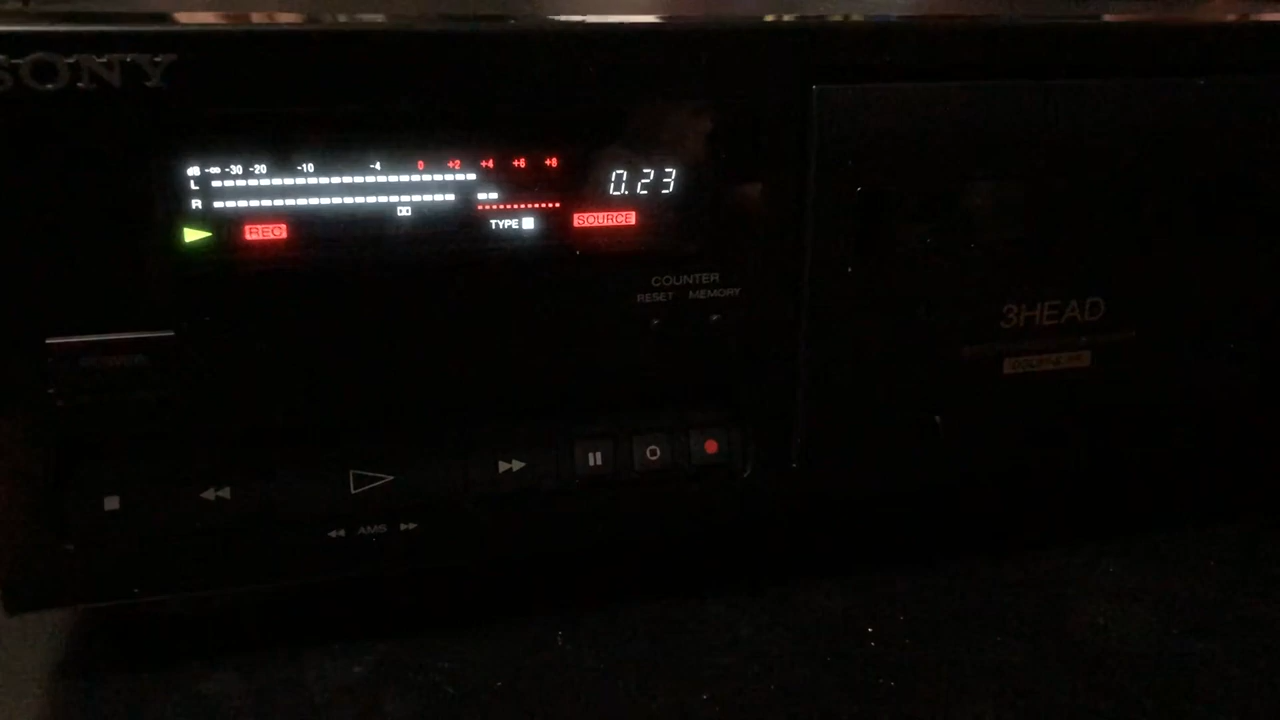 SONY
dB -∞ -30 -20 -10 -4 0 +2 +4 +6 +8
L
R
0.23
REC
TYPE
SOURCE
COUNTER
RESET MEMORY
3HEAD
AMS